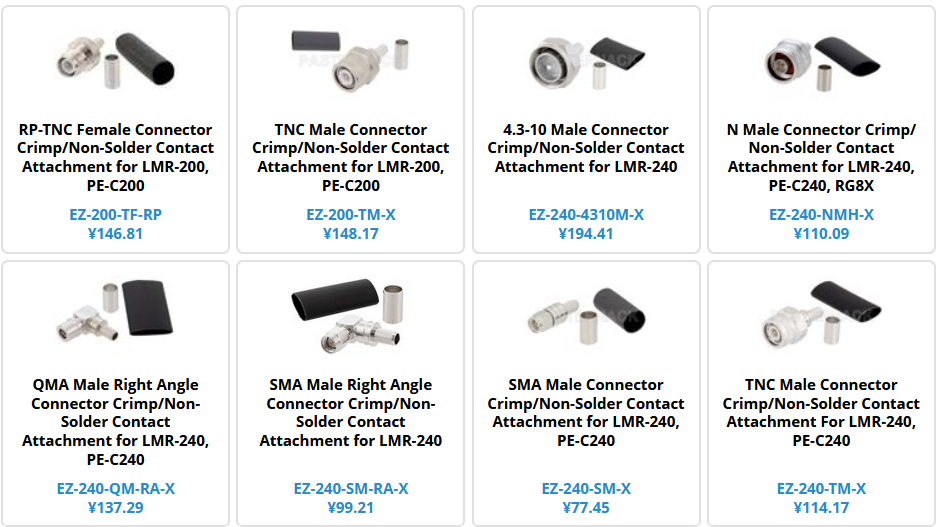 RP-TNC Female Connector
Crimp/Non-Solder Contact
Attachment for LMR-200,
PE-C200
EZ-200-TF-RP
¥146.81
TNC Male Connector
Crimp/Non-Solder Contact
Attachment for LMR-200,
PE-C200
EZ-200-TM-X
¥148.17
4.3-10 Male Connector
Crimp/Non-Solder Contact
Attachment for LMR-240
EZ-240-4310M-X
¥194.41
N Male Connector Crimp/
Non-Solder Contact
Attachment for LMR-240,
PE-C240, RG8X
EZ-240-NMH-X
¥110.09
QMA Male Right Angle
Connector Crimp/Non-
Solder Contact
Attachment for LMR-240,
PE-C240
EZ-240-QM-RA-X
¥137.29
SMA Male Right Angle
Connector Crimp/Non-
Solder Contact
Attachment for LMR-240
EZ-240-SM-RA-X
¥99.21
SMA Male Connector
Crimp/Non-Solder Contact
Attachment for LMR-240,
PE-C240
EZ-240-SM-X
¥77.45
TNC Male Connector
Crimp/Non-Solder Contact
Attachment For LMR-240,
PE-C240
EZ-240-TM-X
¥114.17